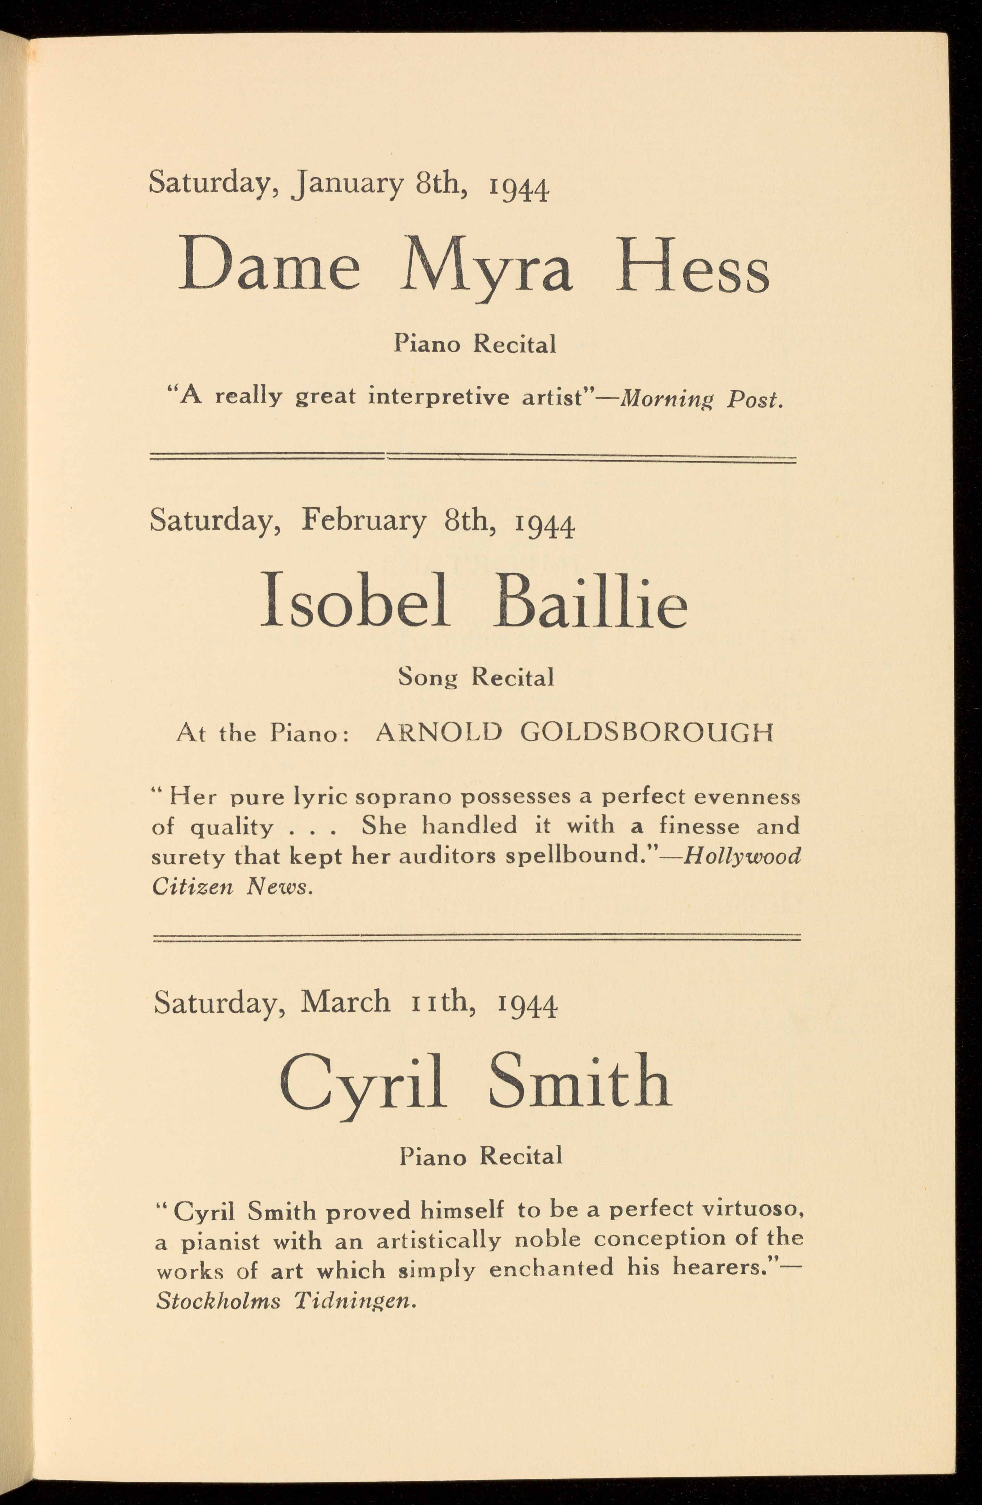 Saturday, January 8th, 1944
Dame Myra Hess
Piano Recital
“A really great interpretive artist”—Morning Post.
Saturday, February 8th, 1944
Isobel Baillie
Song Recital
At the Piano: ARNOLD GOLDSBOROUGH
“Her pure lyric soprano possesses a perfect evenness
of quality . . . She handled it with a finesse and
surety that kept her auditors spellbound.”—Hollywood
Citizen News.
Saturday, March 11th, 1944
Cyril Smith
Piano Recital
“Cyril Smith proved himself to be a perfect virtuoso,
a pianist with an artistically noble conception of the
works of art which simply enchanted his hearers.”—
Stockholms Tidningen.